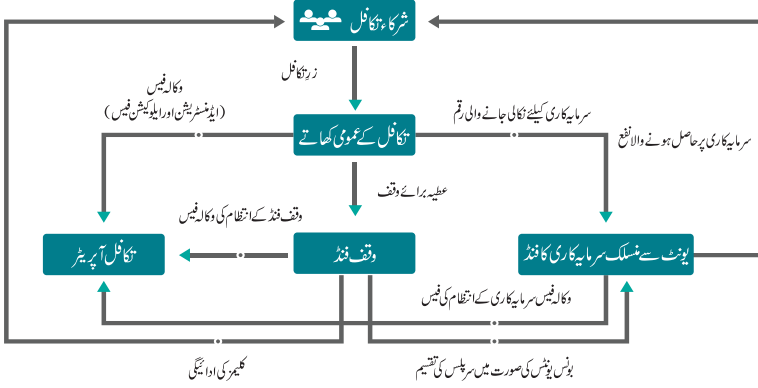 شرکاء تکافل
زرِ تکافل
وکالہ فیس
(ایڈمنسٹریشن اور ایلوکیشن فیس)
سرمایہ کاری کیلئے نکالی جانے والی رقم
تکافل کے عمومی کھاتے
سرمایہ کاری پر حاصل ہونے والا نفع
عطیہ برائے وقف
وقف فنڈ کے انتظام کی وکالہ فیس
یونٹ سے منسلک سرمایہ کاری کا فنڈ
وقف فنڈ
تکافل آپریٹر
وکالہ فیس سرمایہ کاری کے انتظام کی فیس
کلیمز کی ادائیگی
بونس یونٹس کی صورت میں سرپلس کی تقسیم